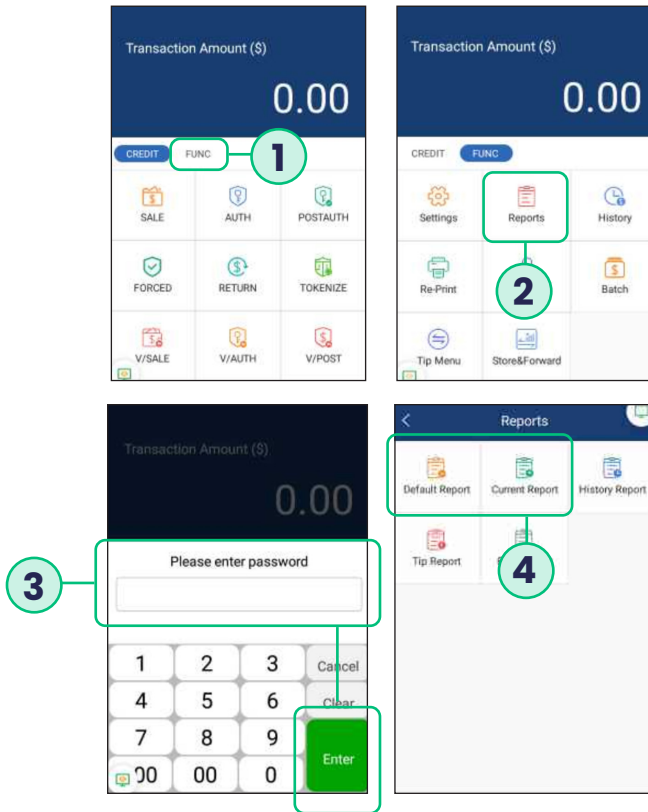 Transaction Amount ($)
0.00
CREDIT FUNC
1
SALE AUTH POSTAUTH
FORCED RETURN TOKENIZE
V/SALE V/AUTH V/POST
Transaction Amount ($)
0.00
CREDIT FUNC
Settings Reports History
Re-Print Batch
2
Tip Menu Store&Forward
Transaction Amount ($)
0.00
3
Please enter password
1 2 3 Cancel
4 5 6 Clear
7 8 9
Enter
00 00 0
< Reports
Default Report Current Report History Report
Tip Report
4